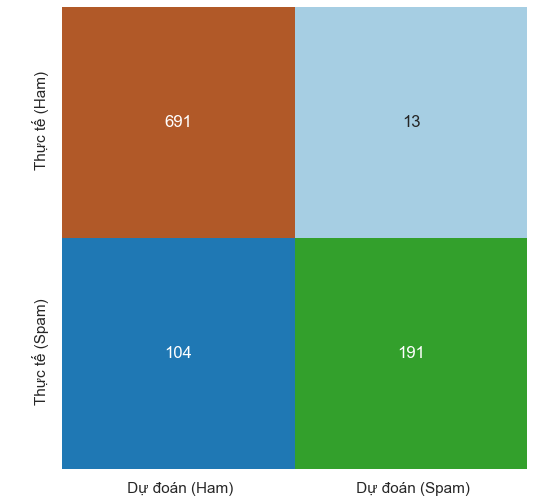 Thực tế (Ham)
691
13
Thực tế (Spam)
104
191
Dự đoán (Ham)
Dự đoán (Spam)